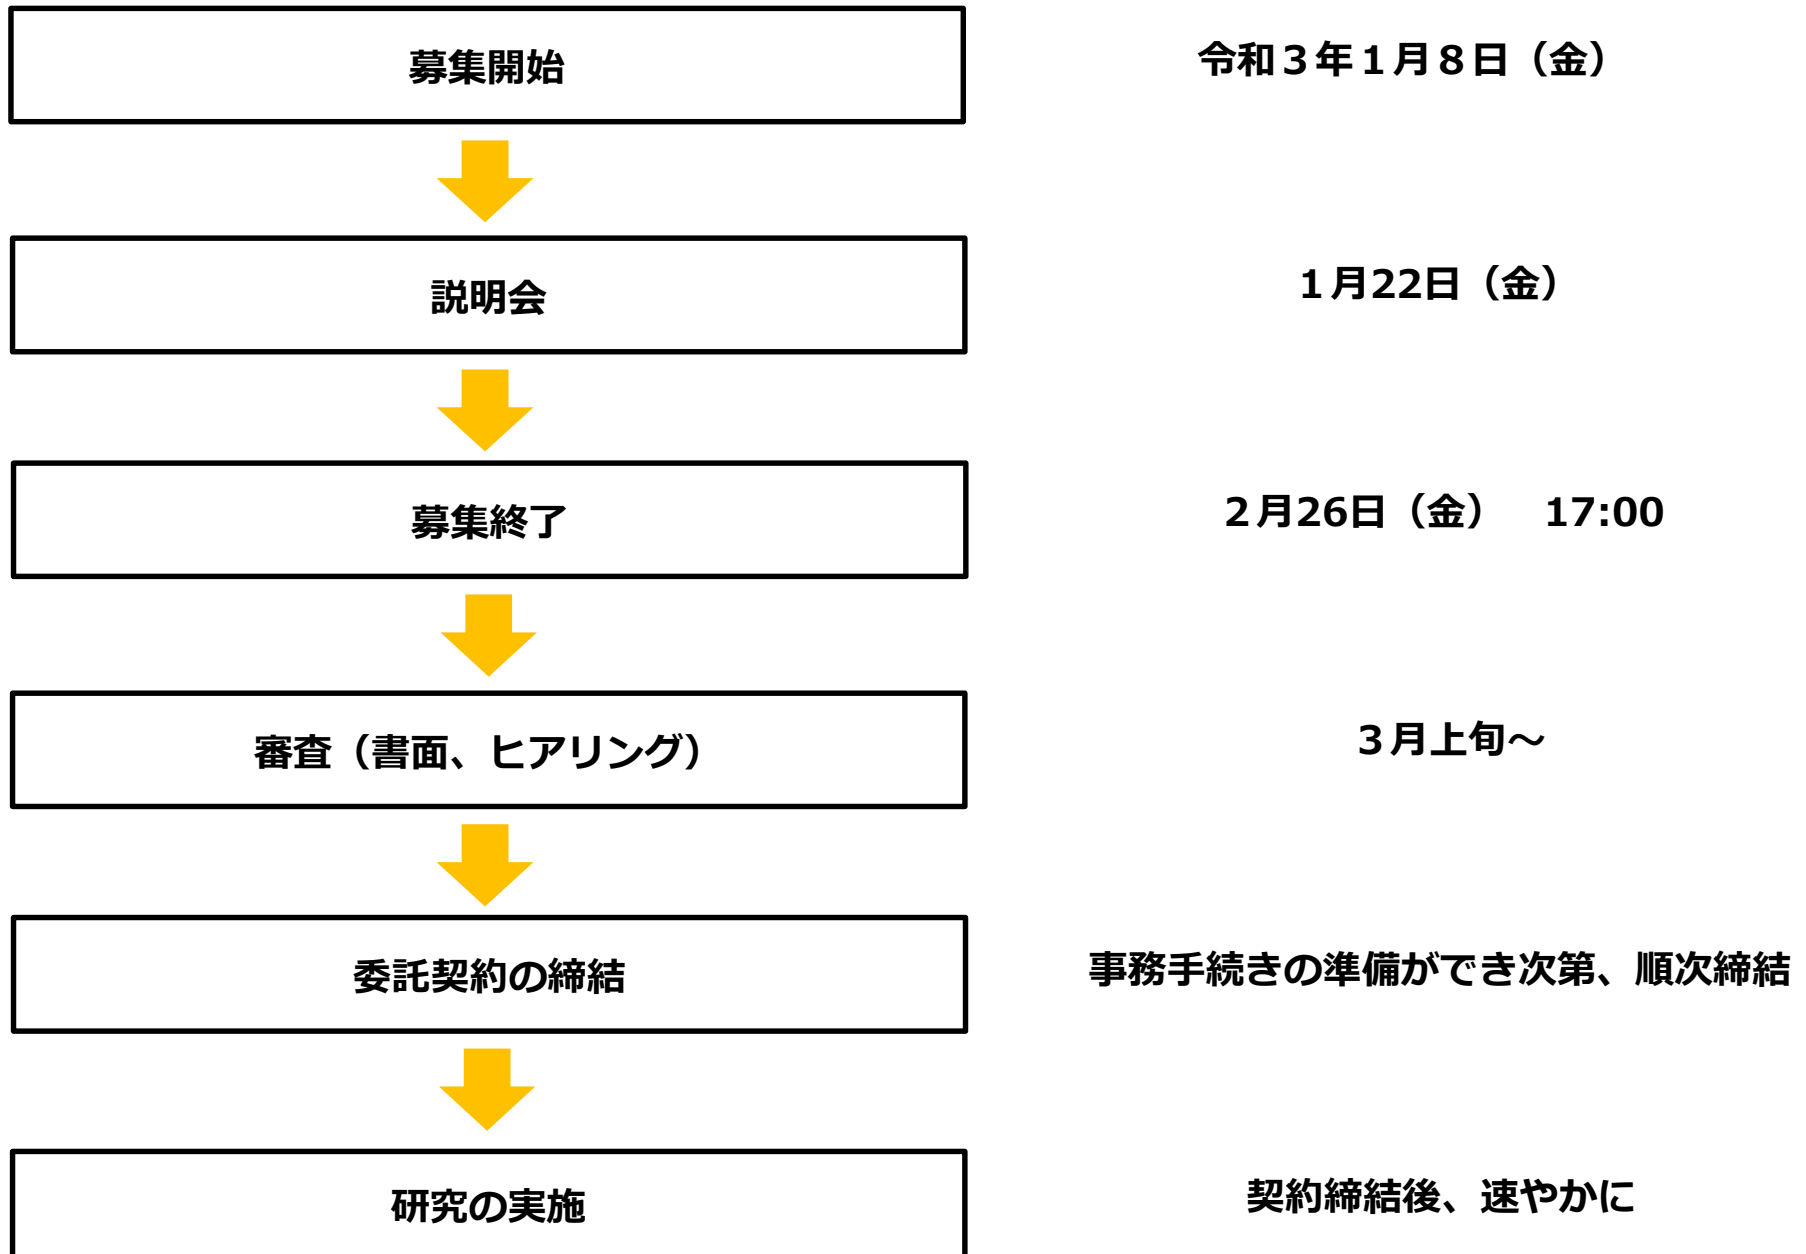 募集開始
令和３年１月８日（金）
説明会
１月22日（金）
募集終了
２月26日（金）　17:00
審査（書面、ヒアリング）
３月上旬～
委託契約の締結
事務手続きの準備ができ次第、順次締結
研究の実施
契約締結後、速やかに